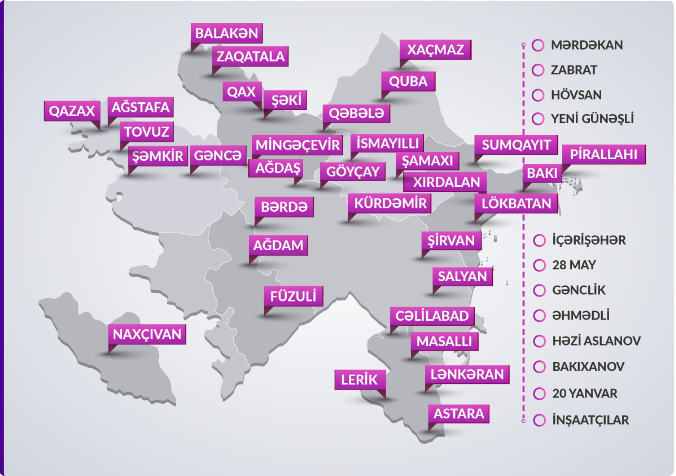 BALAKƏN
ZAQATALA
XAÇMAZ
QUBA
QAX
ŞƏKİ
QAZAX
AĞSTAFA
QƏBƏLƏ
TOVUZ
ŞƏMKİR
GƏNCƏ
MİNGƏÇEVİR
İSMAYILLI
SUMQAYIT
PİRALLAHI
AĞDAŞ
GÖYÇAY
ŞAMAXI
BAKI
XIRDALAN
BƏRDƏ
KÜRDƏMİR
LÖKBATAN
AĞDAM
ŞİRVAN
SALYAN
FÜZULİ
CƏLİLABAD
NAXÇIVAN
MASALLI
LERİK
LƏNKƏRAN
ASTARA
MƏRDƏKAN
ZABRAT
HÖVSAN
YENİ GÜNƏŞLİ
İÇƏRİŞƏHƏR
28 MAY
GƏNCLİK
ƏHMƏDLİ
HƏZİ ASLANOV
BAKIXANOV
20 YANVAR
İNŞAATÇILAR